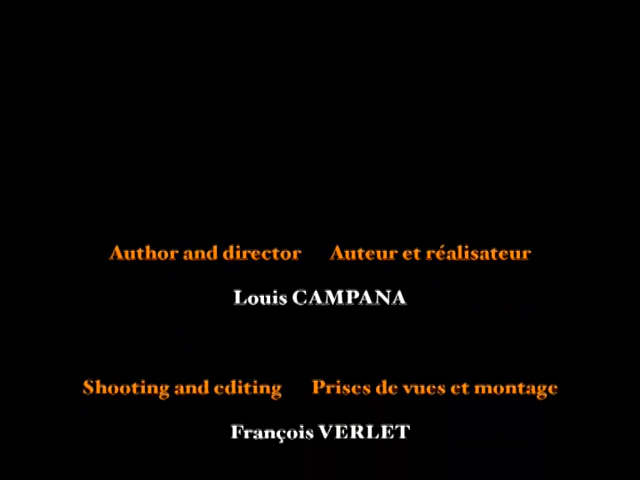 Author and director Auteur et réalisateur
Louis CAMPANA
Shooting and editing Prises de vues et montage
François VERLET